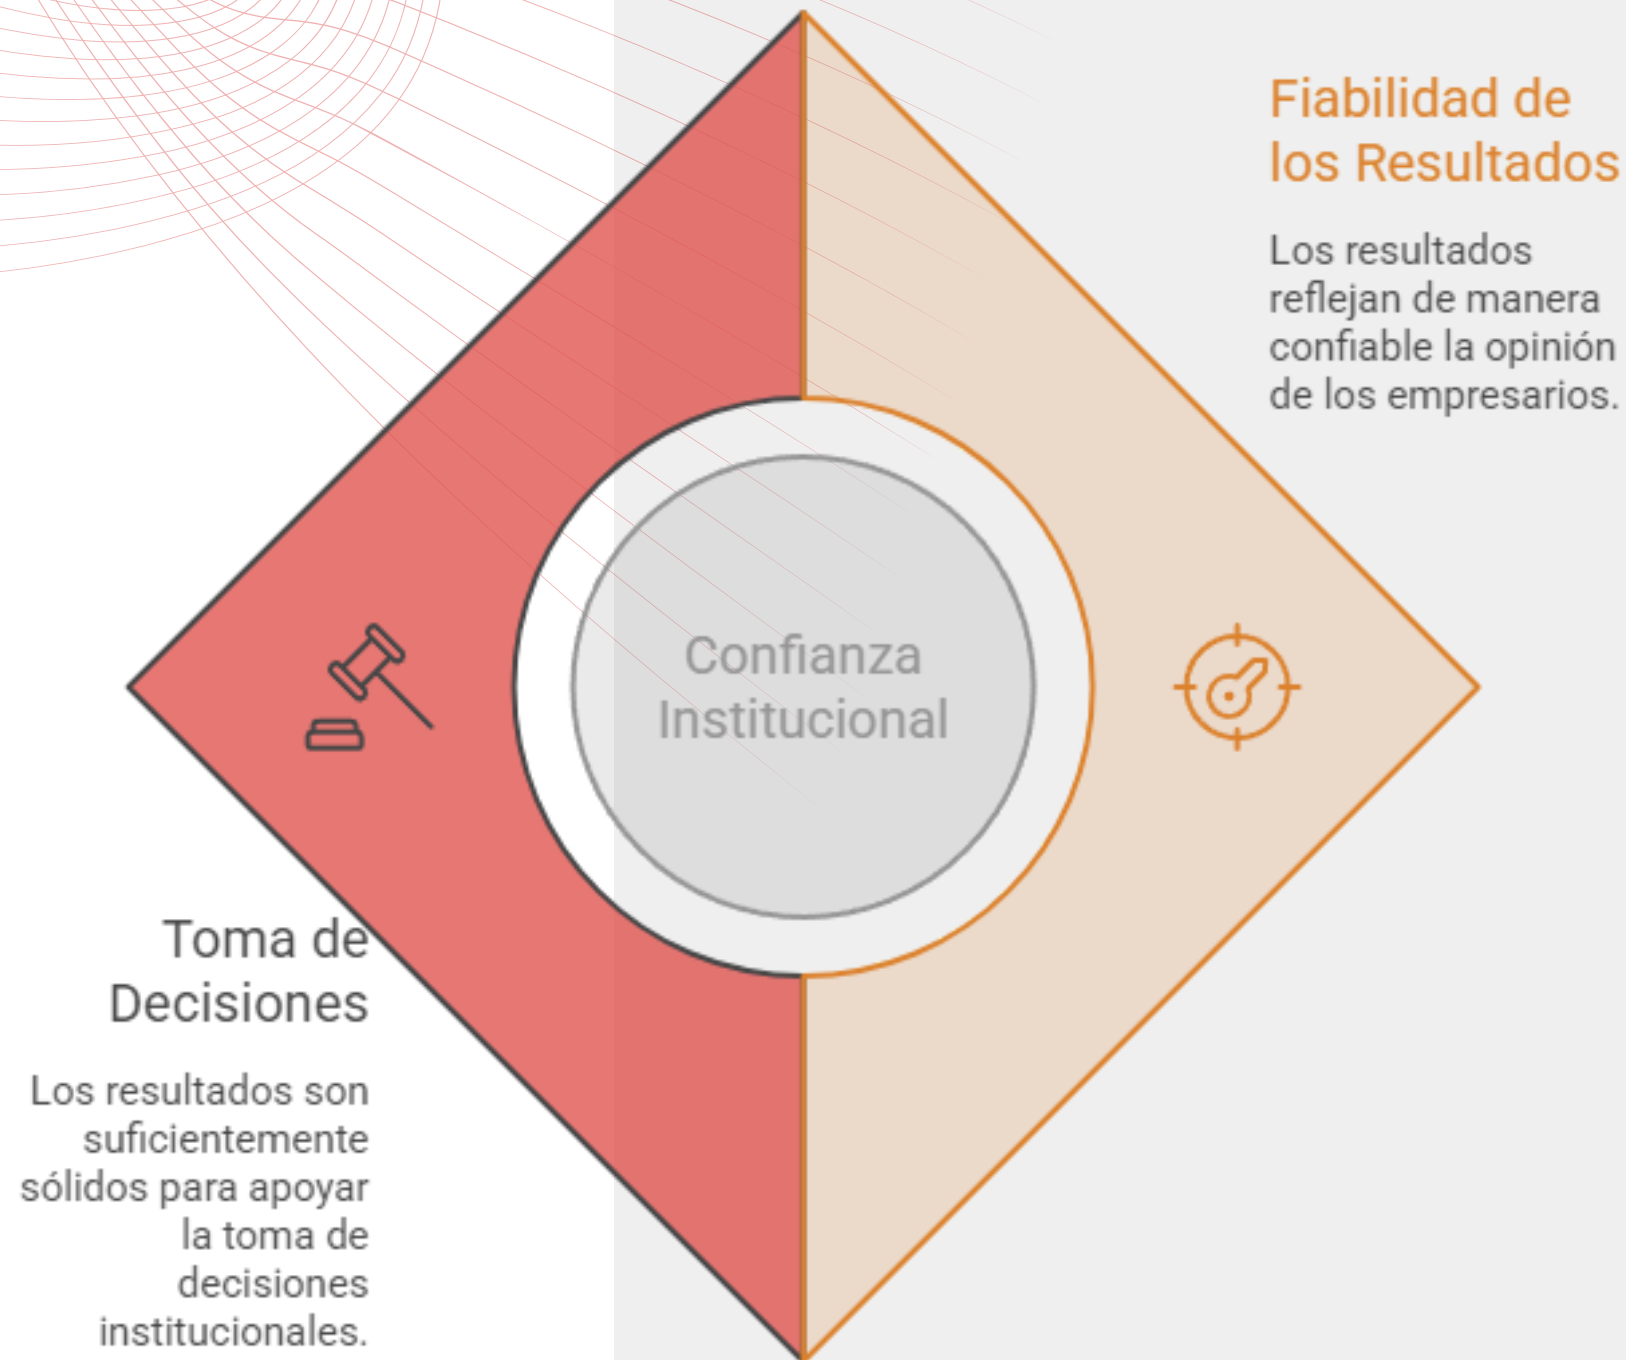 Fiabilidad de
los Resultados
Los resultados
reflejan de manera
confiable la opinión
de los empresarios.
Confianza
Institucional
Toma de
Decisiones
Los resultados son
suficientemente
sólidos para apoyar
la toma de
decisiones
institucionales.